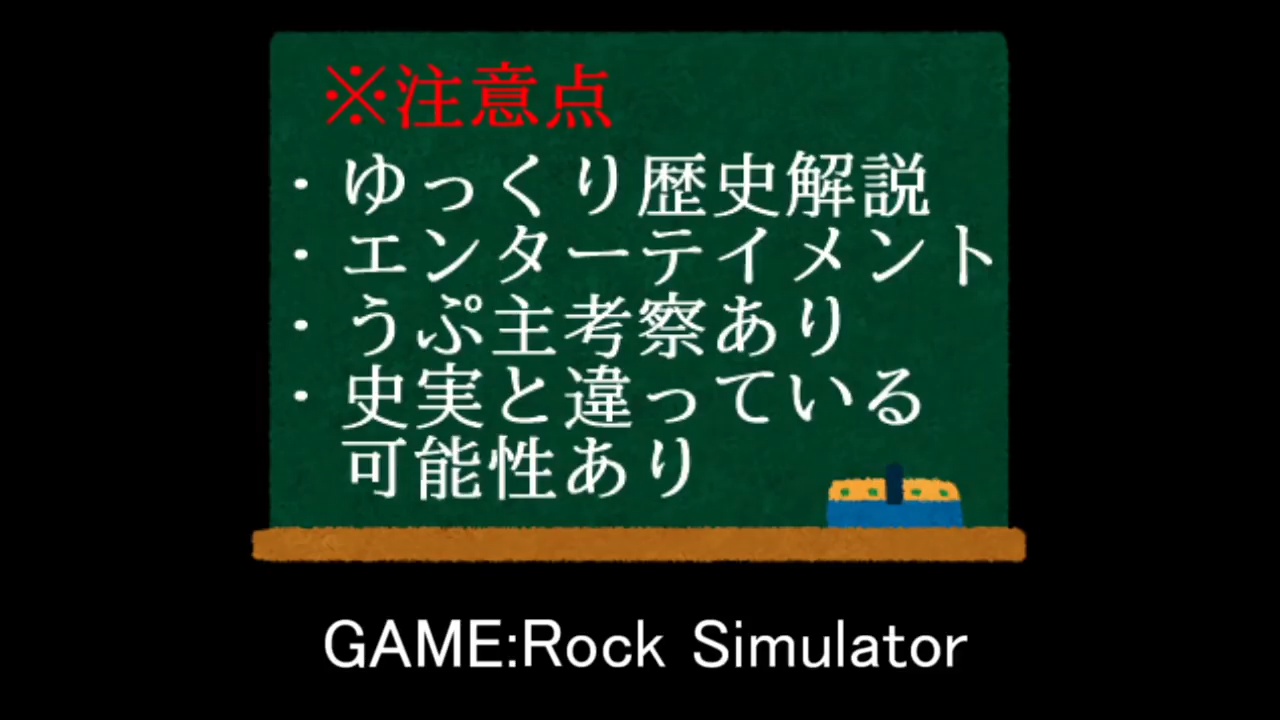 ※注意点
・ゆっくり歴史解説
・エンターテイメント
・うぷ主考察あり
・史実と違っている
可能性あり
GAME:Rock Simulator